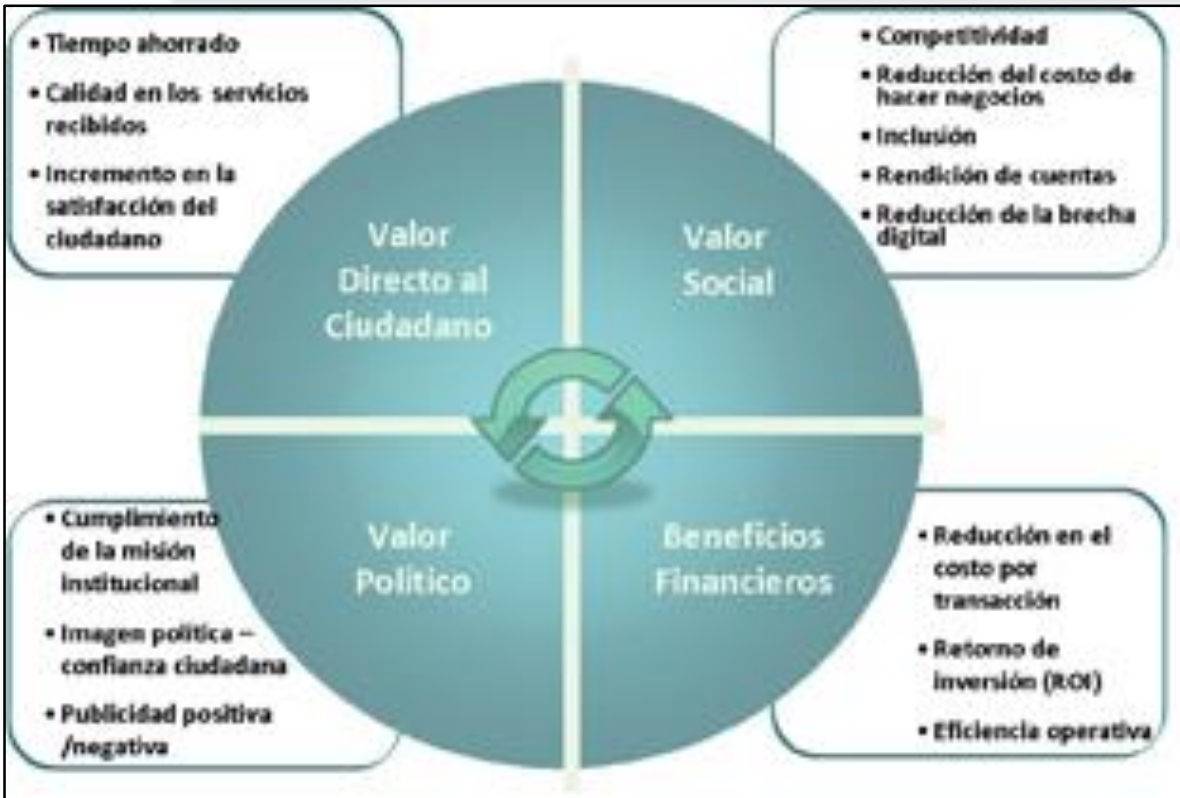 • Tiempo ahorrado
• Calidad en los servicios
recibidos
• Incremento en la
satisfacción del
ciudadano
• Competitividad
• Reducción del costo de
hacer negocios
• Inclusión
• Rendición de cuentas
• Reducción de la brecha
digital
Valor
Directo al
Ciudadano
Valor
Social
Valor
Político
Beneficios
Financieros
• Cumplimiento
de la misión
institucional
• Imagen política –
confianza ciudadana
• Publicidad positiva
/negativa
• Reducción en el
costo por
transacción
• Retorno de
inversión (ROI)
• Eficiencia operativa